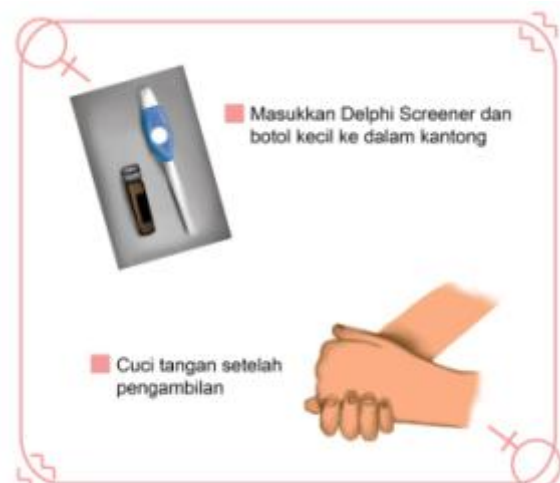 Masukkan Delphi Screener dan
botol kecil ke dalam kantong
Cuci tangan setelah
pengambilan